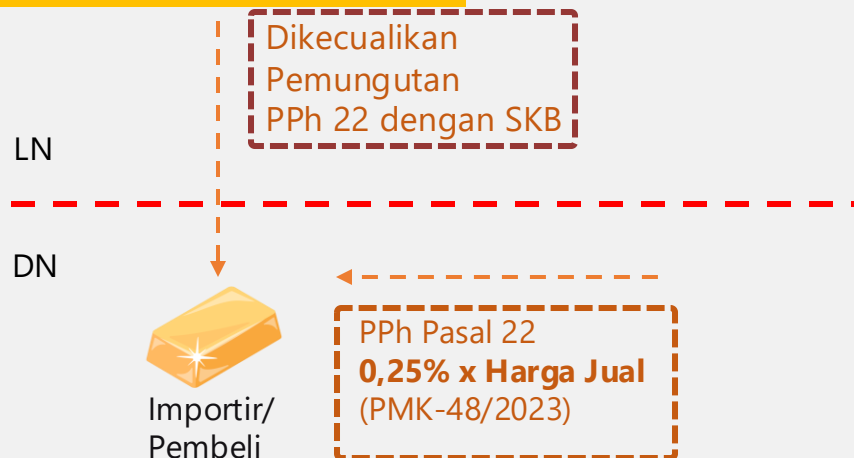 Dikecualikan
Pemungutan
PPh 22 dengan SKB
LN
DN
PPh Pasal 22
0,25% x Harga Jual
(PMK-48/2023)
Importir/
Pembeli